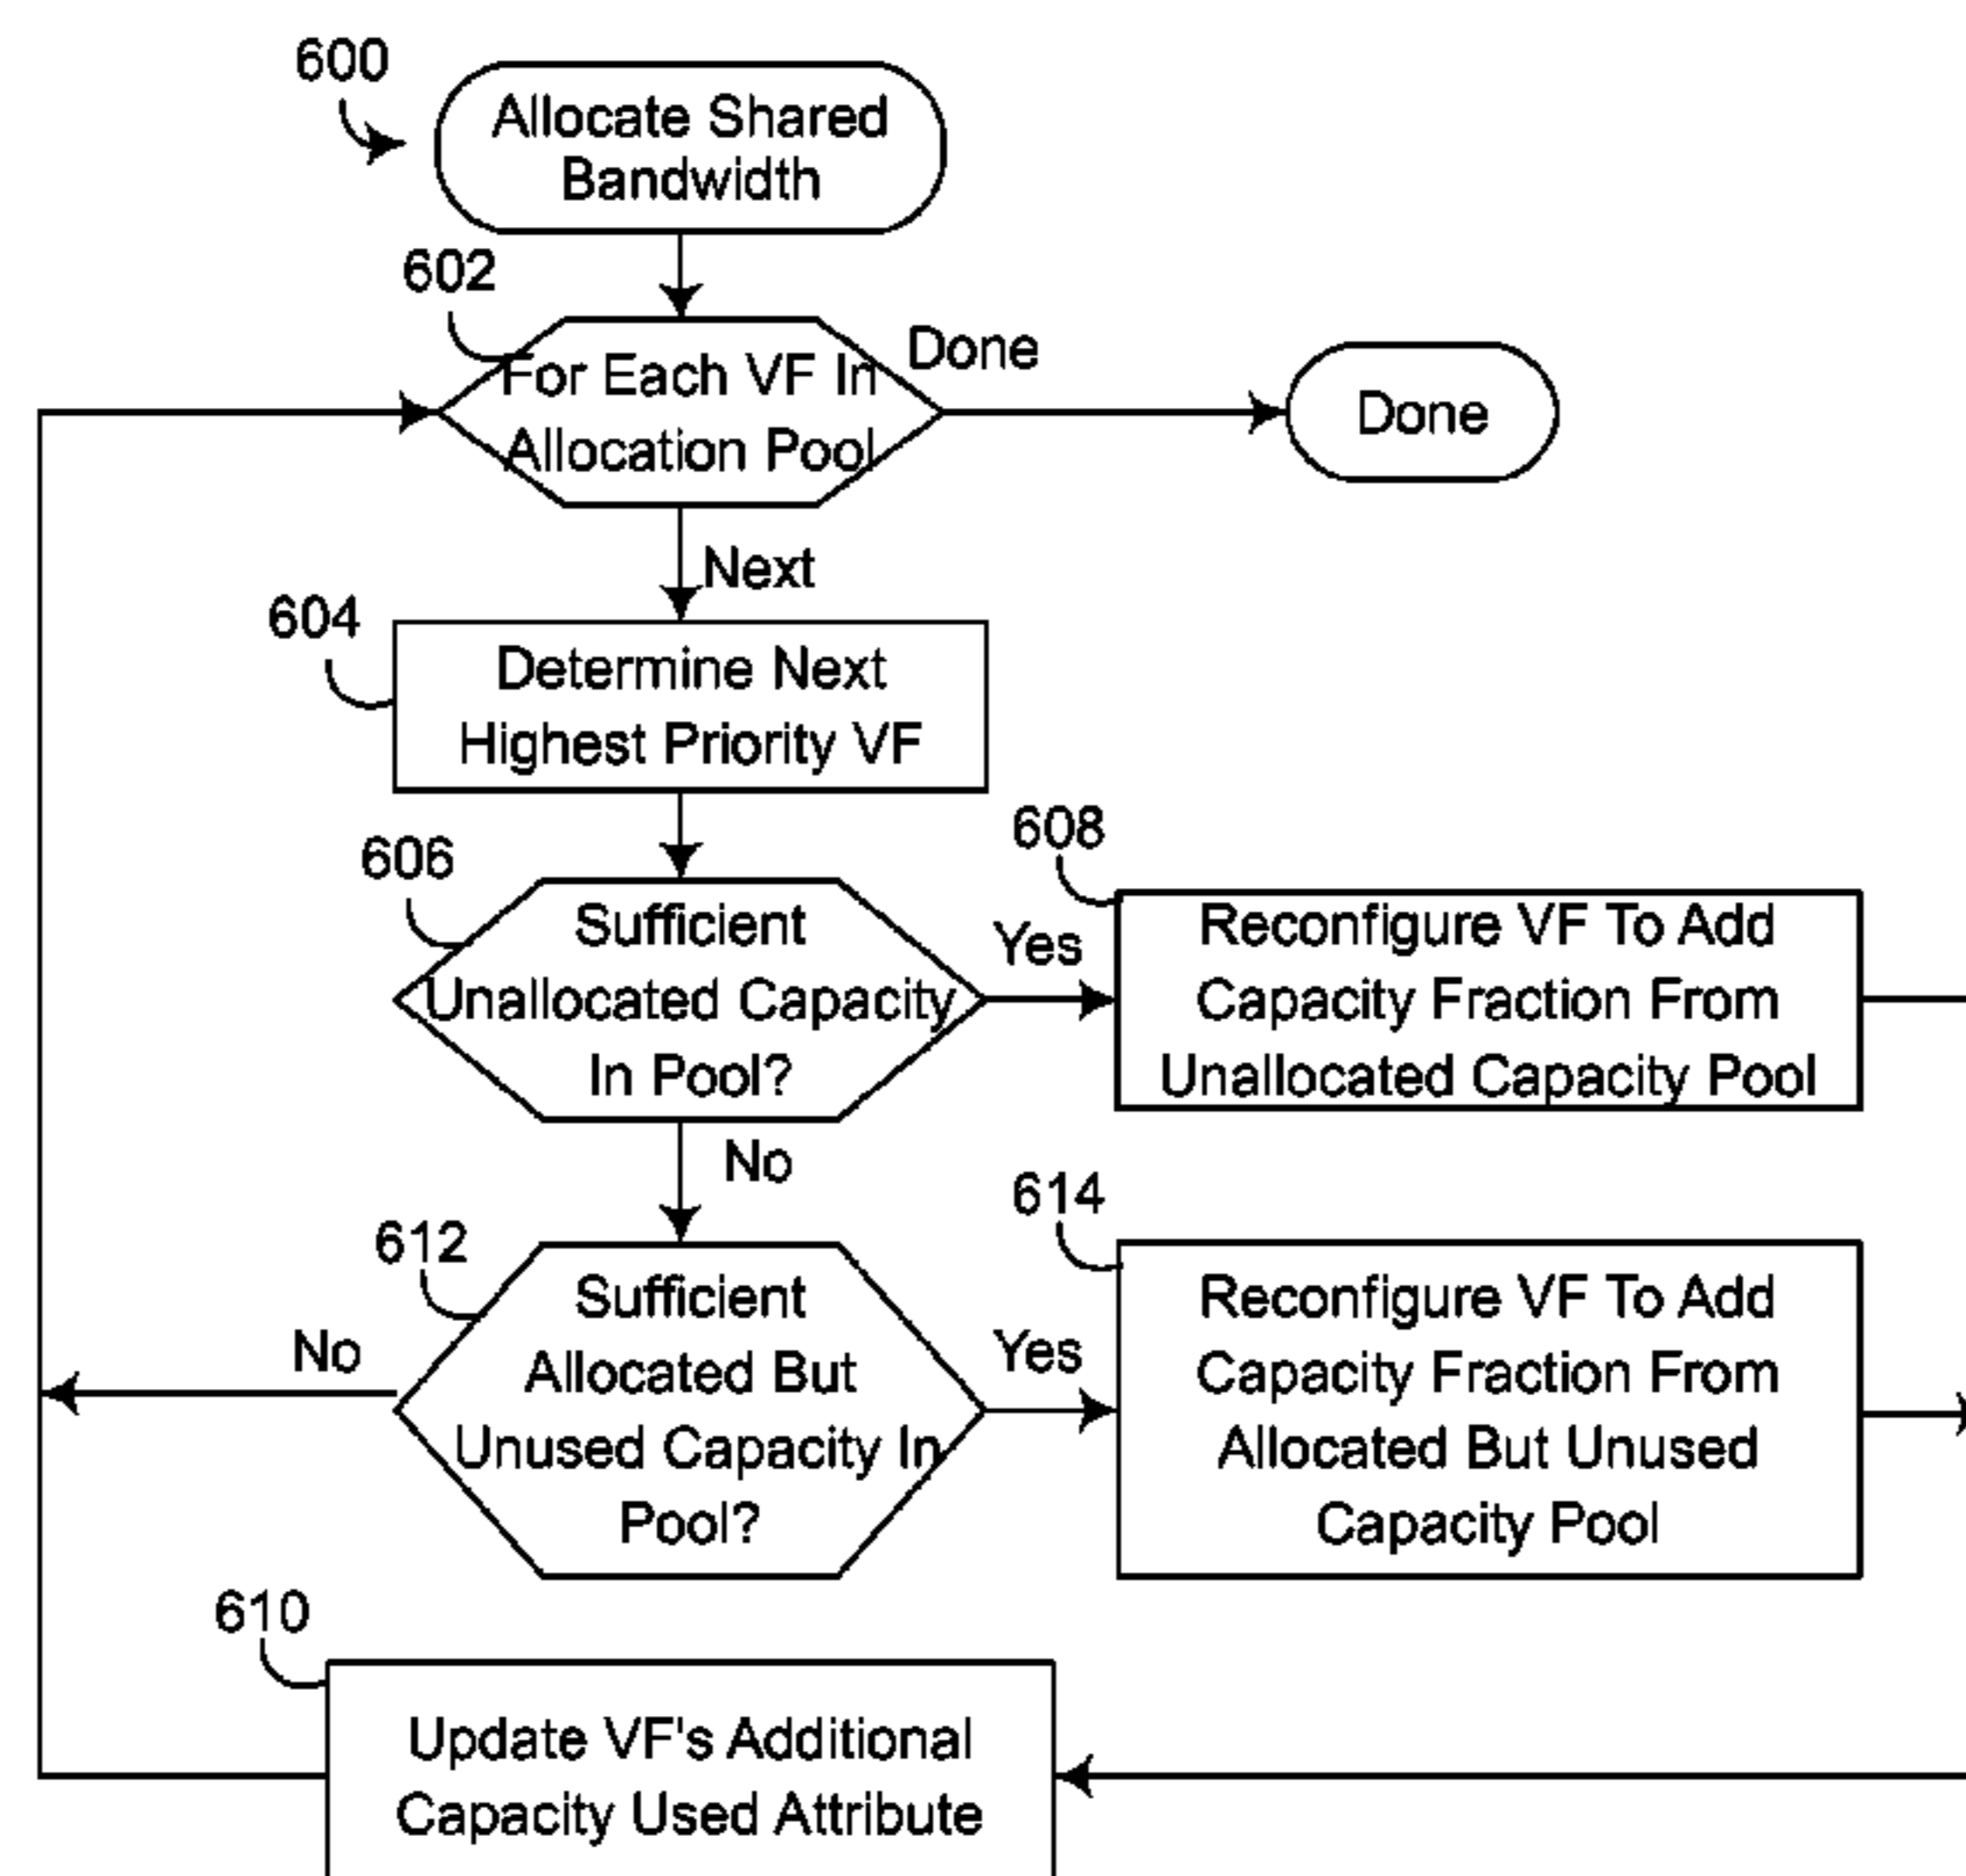 600
Allocate Shared
Bandwidth
602
For Each VF In
Allocation Pool
Done
Done
Next
604
Determine Next
Highest Priority VF
606
Sufficient
Unallocated Capacity
In Pool?
Yes
608
Reconfigure VF To Add
Capacity Fraction From
Unallocated Capacity Pool
No
612
Sufficient
Allocated But
Unused Capacity In
Pool?
No
Yes
614
Reconfigure VF To Add
Capacity Fraction From
Allocated But Unused
Capacity Pool
610
Update VF's Additional
Capacity Used Attribute